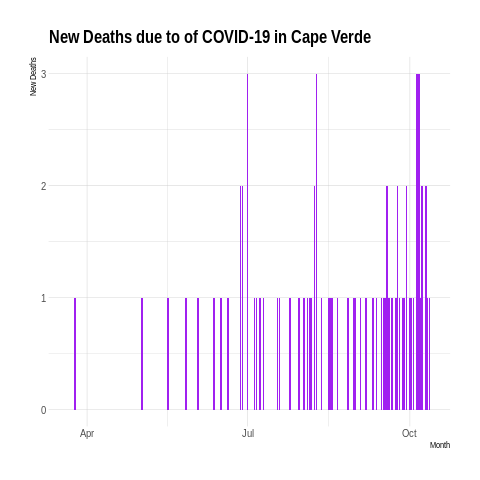 New Deaths due to of COVID-19 in Cape Verde
New Deaths
3
2
1
0
Apr Jul Oct
Month